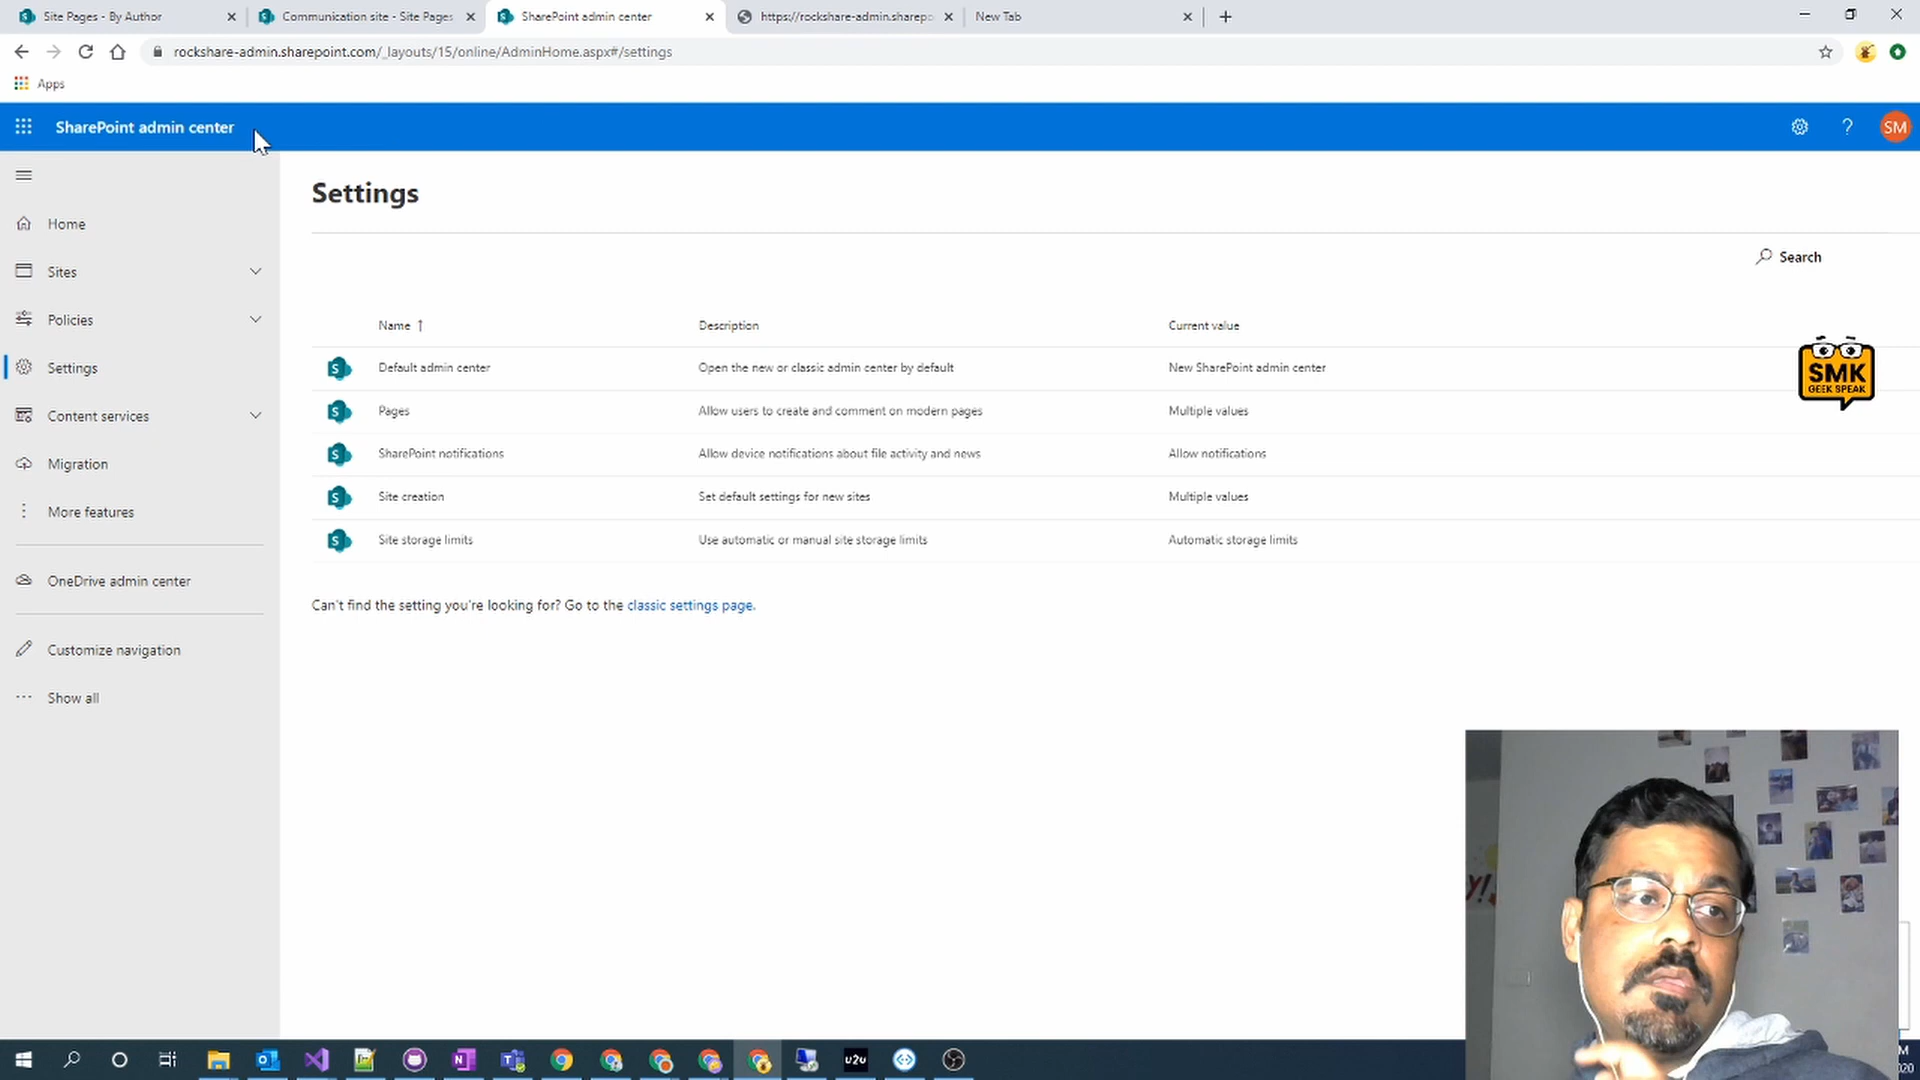 Site Pages - By Author
Communication site - Site Pages
SharePoint admin center
https://rockshare-admin.sharepo
New Tab
rockshare-admin.sharepoint.com/_layouts/15/online/AdminHome.aspx#/settings
Apps
SharePoint admin center
SM
Settings
Home
Sites
Policies
Settings
Content services
Migration
More features
OneDrive admin center
Customize navigation
Show all
Search
Name ↑ Description Current value
Default admin center Open the new or classic admin center by default New SharePoint admin center
Pages Allow users to create and comment on modern pages Multiple values
SharePoint notifications Allow device notifications about file activity and news Allow notifications
Site creation Set default settings for new sites Multiple values
Site storage limits Use automatic or manual site storage limits Automatic storage limits
Can't find the setting you're looking for? Go to the classic settings page.
SMK
GEEK SPEAK
y!
u2u
M
020